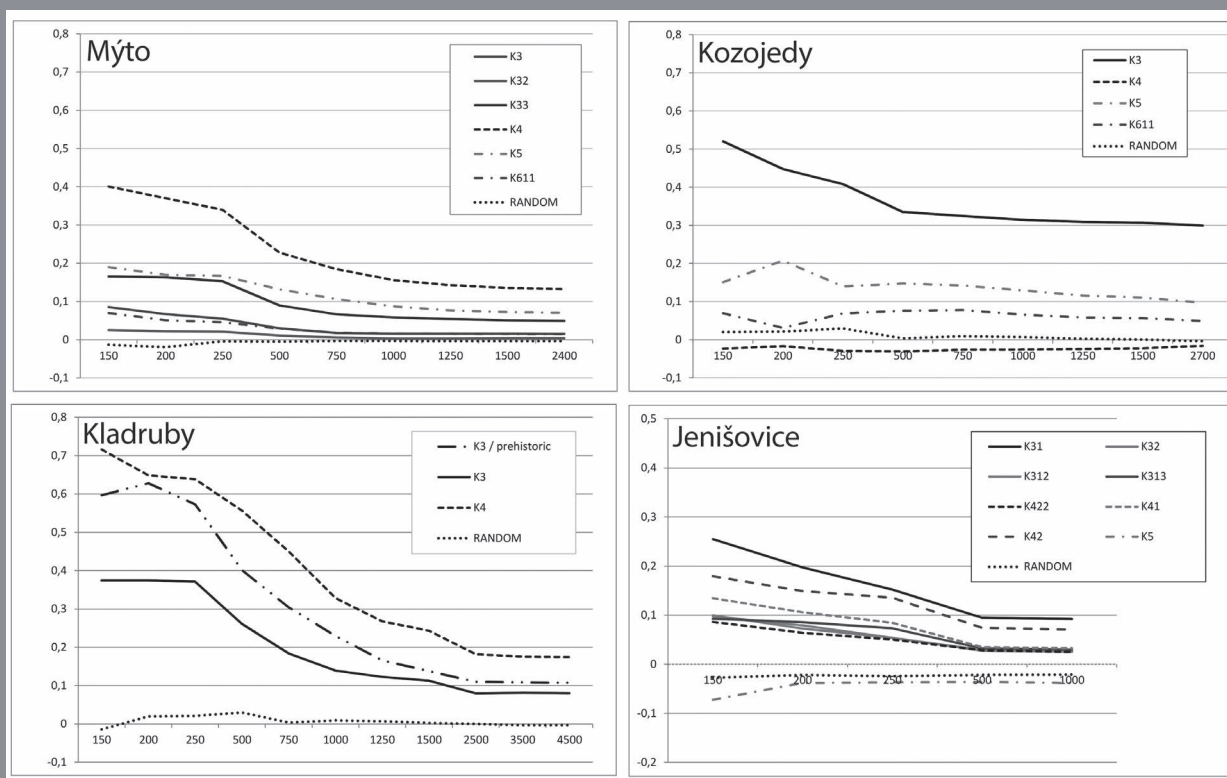 Mýto
0,8
0,7
0,6
0,5
0,4
0,3
0,2
0,1
0
-0,1
150 200 250 500 750 1000 1250 1500 2400
K3
K32
K33
K4
K5
K611
RANDOM
Kozojedy
0,8
0,7
0,6
0,5
0,4
0,3
0,2
0,1
0
-0,1
150 200 250 500 750 1000 1250 1500 2700
K3
K4
K5
K611
RANDOM
Kladruby
0,8
0,7
0,6
0,5
0,4
0,3
0,2
0,1
0
-0,1
150 200 250 500 750 1000 1250 1500 2500 3500 4500
K3 / prehistoric
K3
K4
RANDOM
Jenišovice
0,5
0,4
0,3
0,2
0,1
0
-0,1
-0,2
150 200 250 500 1000
K31 K32
K312 K313
K422 K41
K42 K5
RANDOM